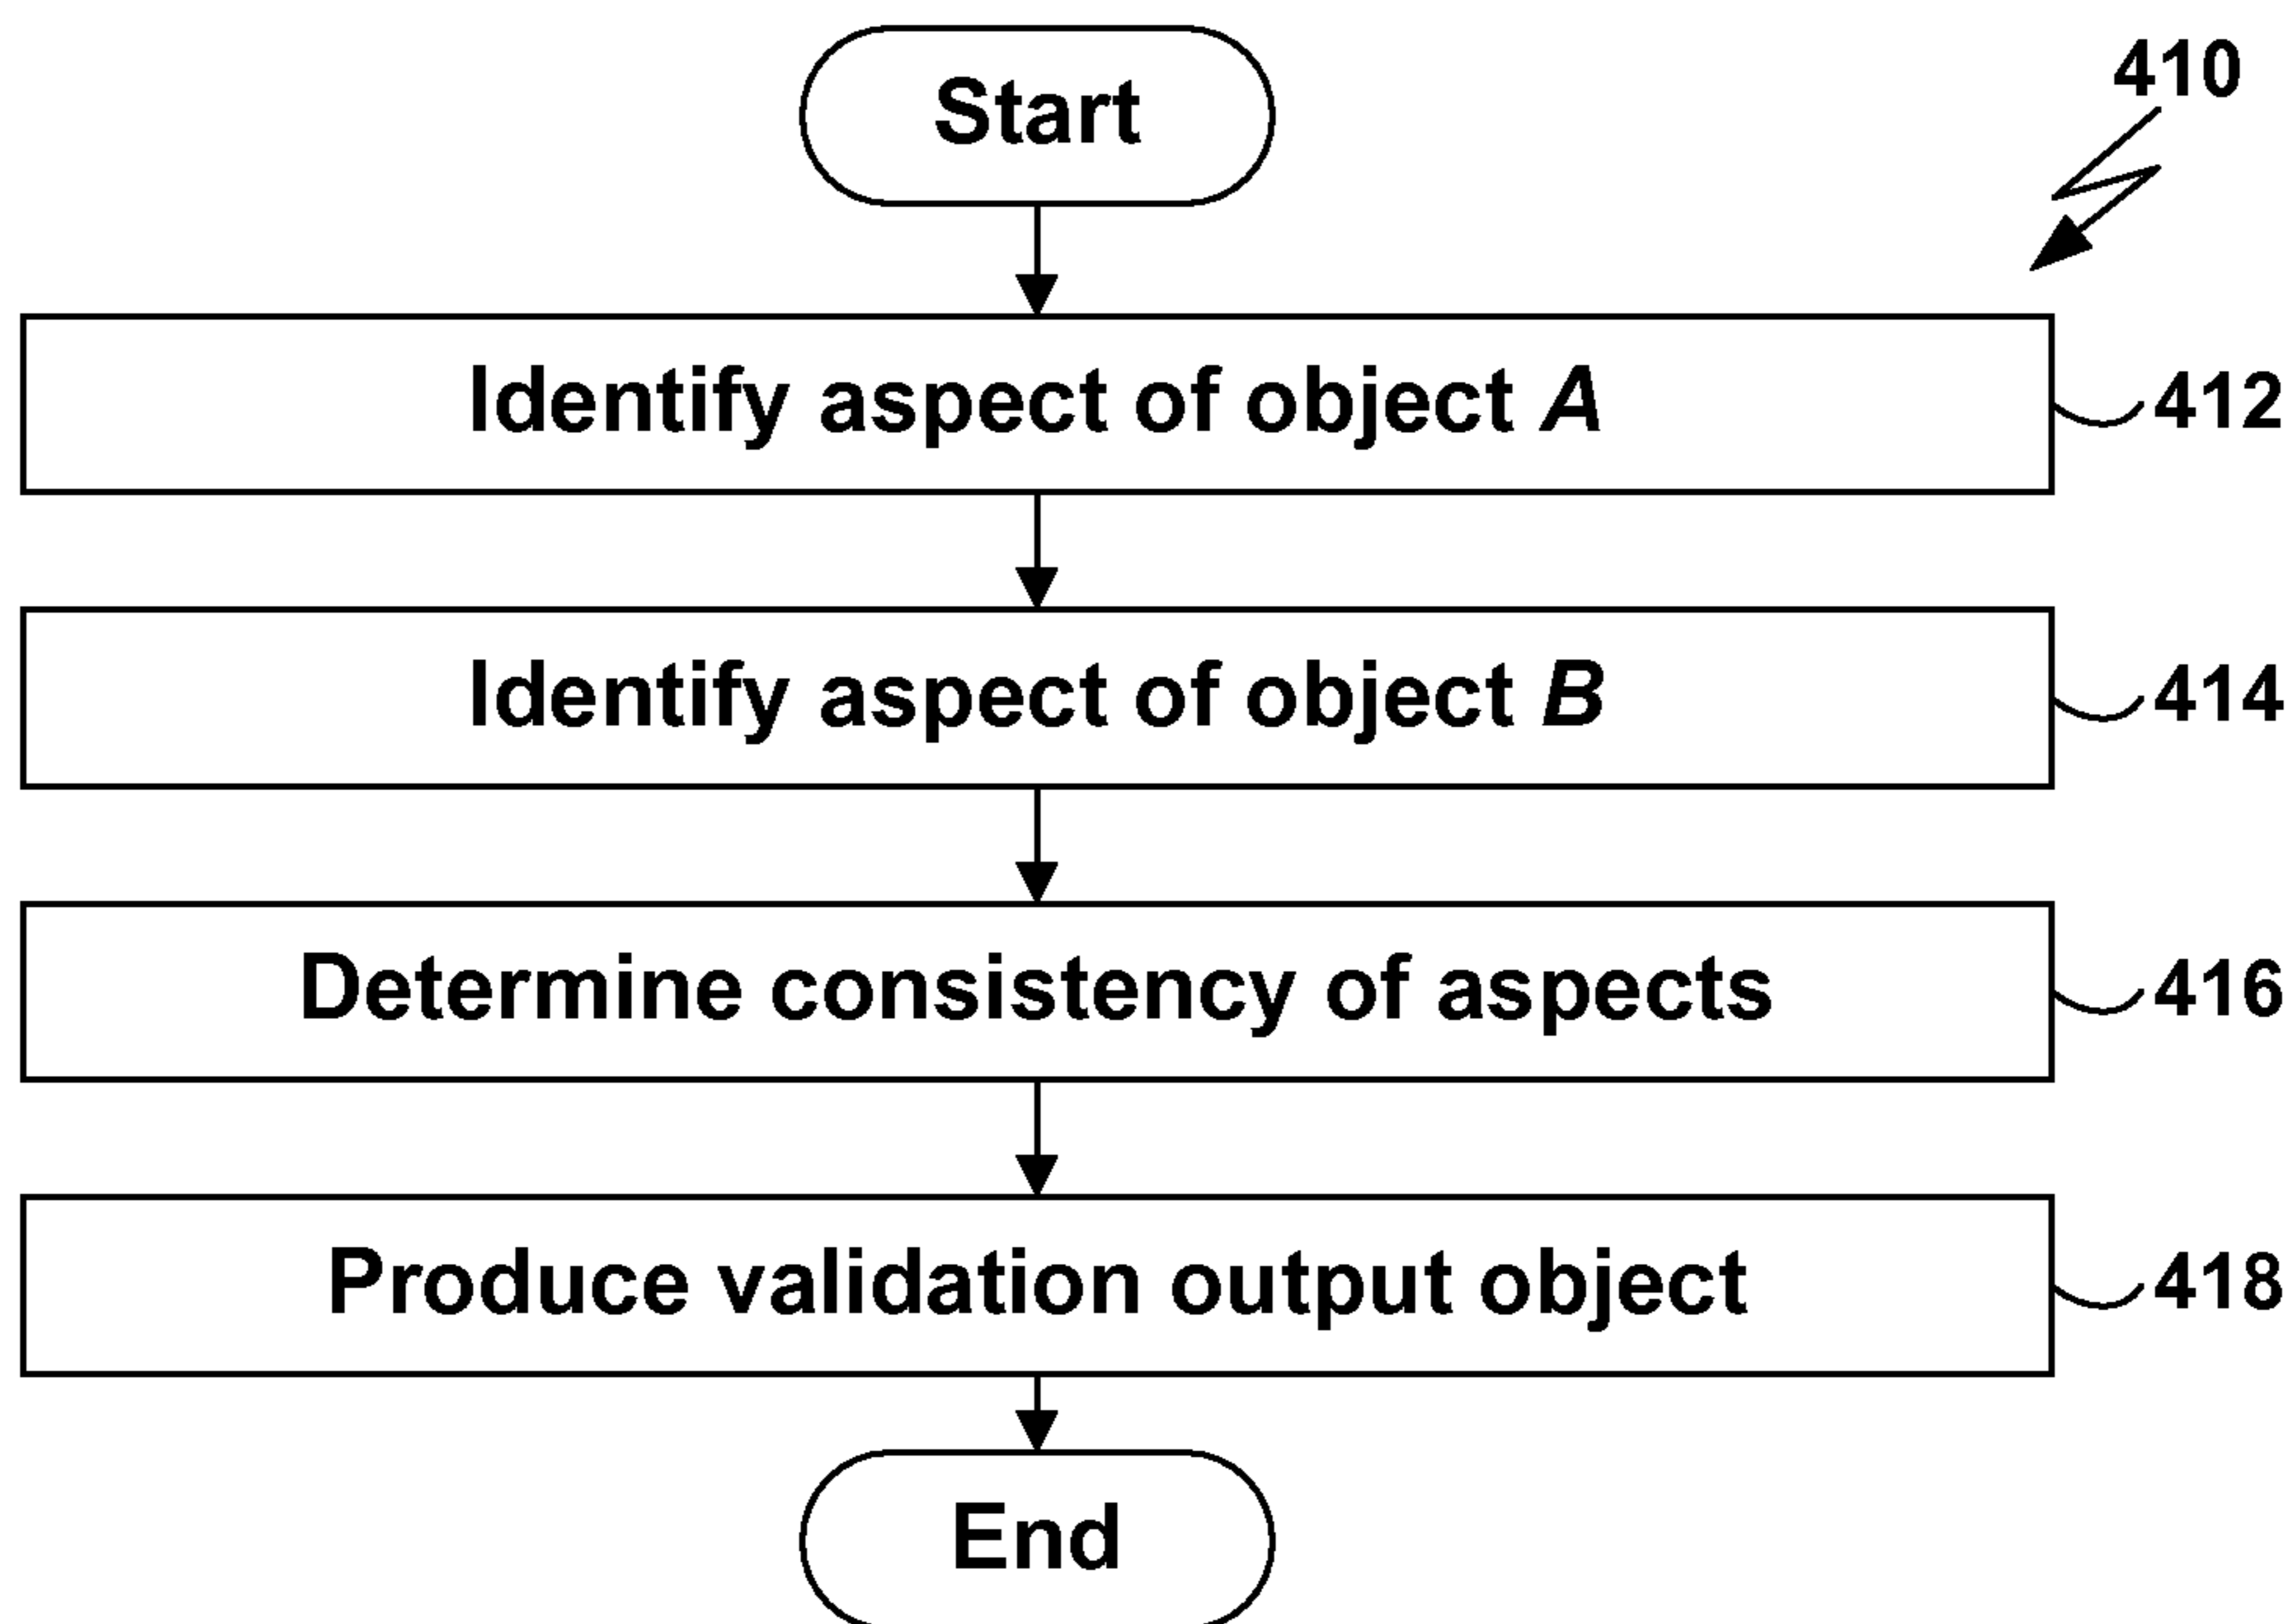 Start
410
Identify aspect of object A
412
Identify aspect of object B
414
Determine consistency of aspects
416
Produce validation output object
418
End